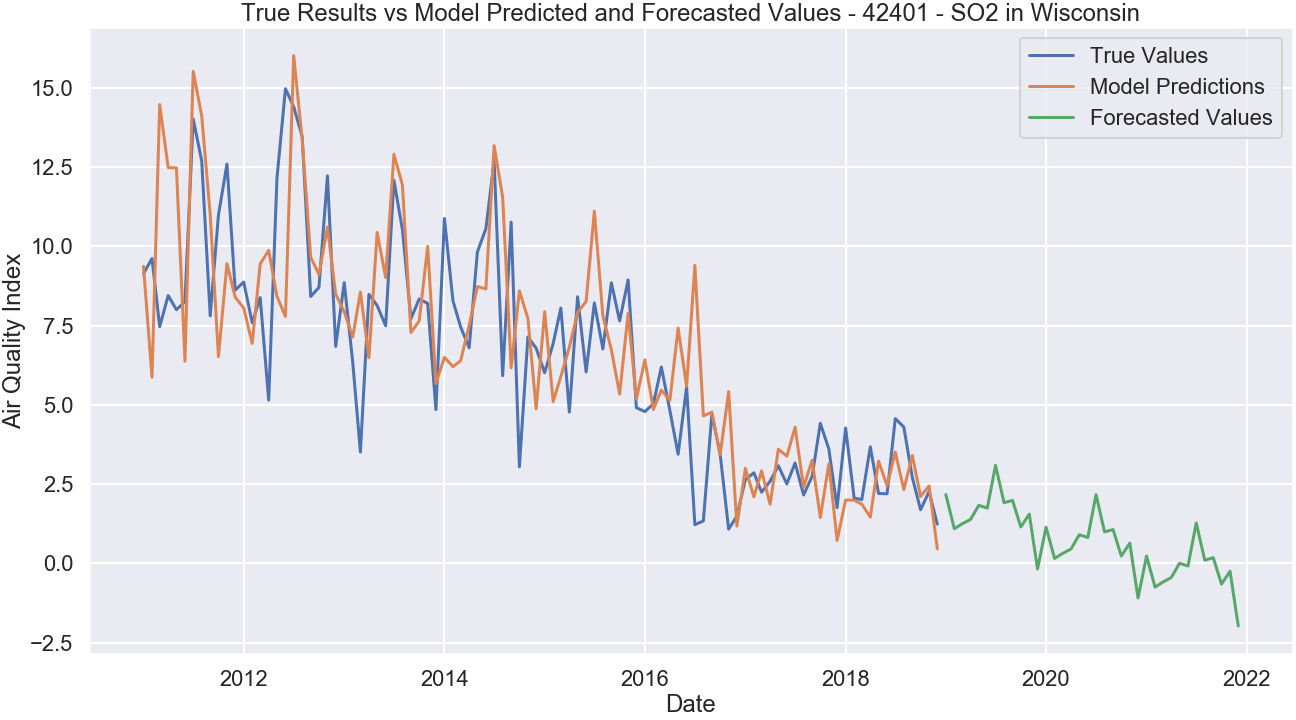 True Results vs Model Predicted and Forecasted Values - 42401 - SO2 in Wisconsin
True Values
Model Predictions
Forecasted Values
Air Quality Index
15.0
12.5
10.0
7.5
5.0
2.5
0.0
−2.5
2012 2014 2016 2018 2020 2022
Date